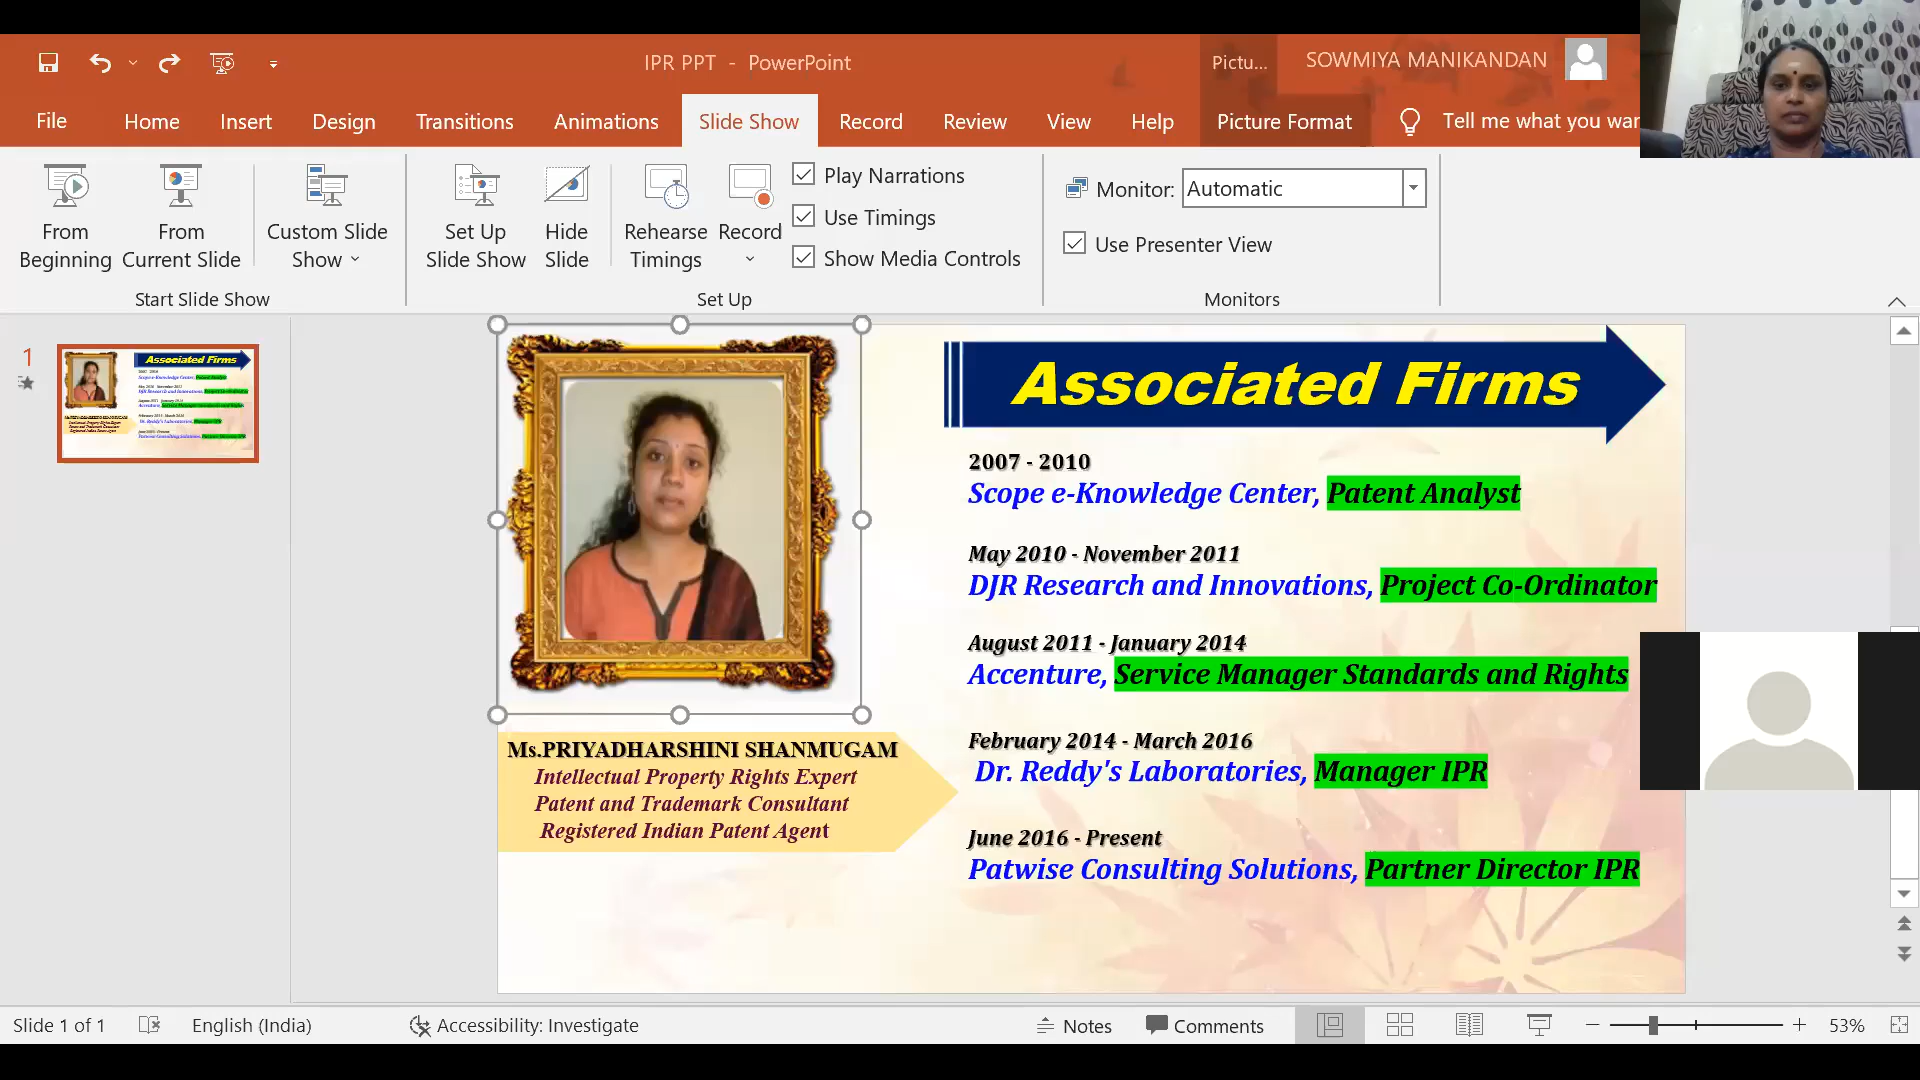 IPR PPT - PowerPoint
Pictu...
SOWMIYA MANIKANDAN
File
Home
Insert
Design
Transitions
Animations
Slide Show
Record
Review
View
Help
Picture Format
Tell me what you wan
From Beginning
From Current Slide
Custom Slide Show
Set Up Slide Show
Hide Slide
Rehearse Timings
Record
Play Narrations
Use Timings
Show Media Controls
Monitor: Automatic
Use Presenter View
Start Slide Show
Set Up
Monitors
1
Associated Firms
2007 - 2010
Scope e-Knowledge Center, Patent Analyst
May 2010 - November 2011
DJR Research and Innovations, Project Co-Ordinator
August 2011 - January 2014
Accenture, Service Manager Standards and Rights
February 2014 - March 2016
Dr. Reddy's Laboratories, Manager IPR
June 2016 - Present
Patwise Consulting Solutions, Partner Director IPR
Ms.PRIYADHARSHINI SHANMUGAM
Intellectual Property Rights Expert
Patent and Trademark Consultant
Registered Indian Patent Agent
Slide 1 of 1
English (India)
Accessibility: Investigate
Notes
Comments
53%